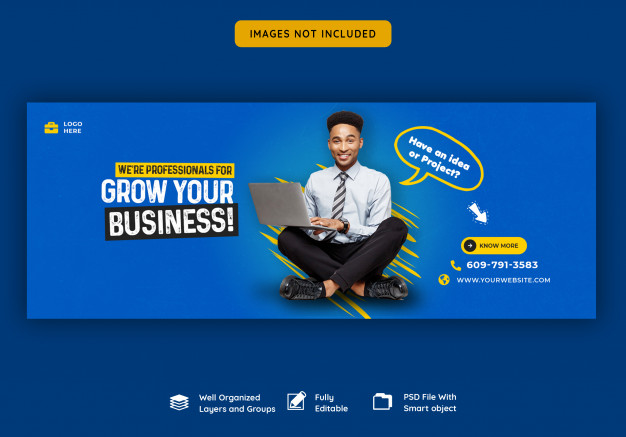 IMAGES NOT INCLUDED
LOGO
HERE
WE'RE PROFESSIONALS FOR
GROW YOUR
BUSINESS!
Have an idea
or Project?
KNOW MORE
609-791-3583
WWW.YOURWEBSITE.COM
Well Organized
Layers and Groups
Fully
Editable
PSD File With
Smart object